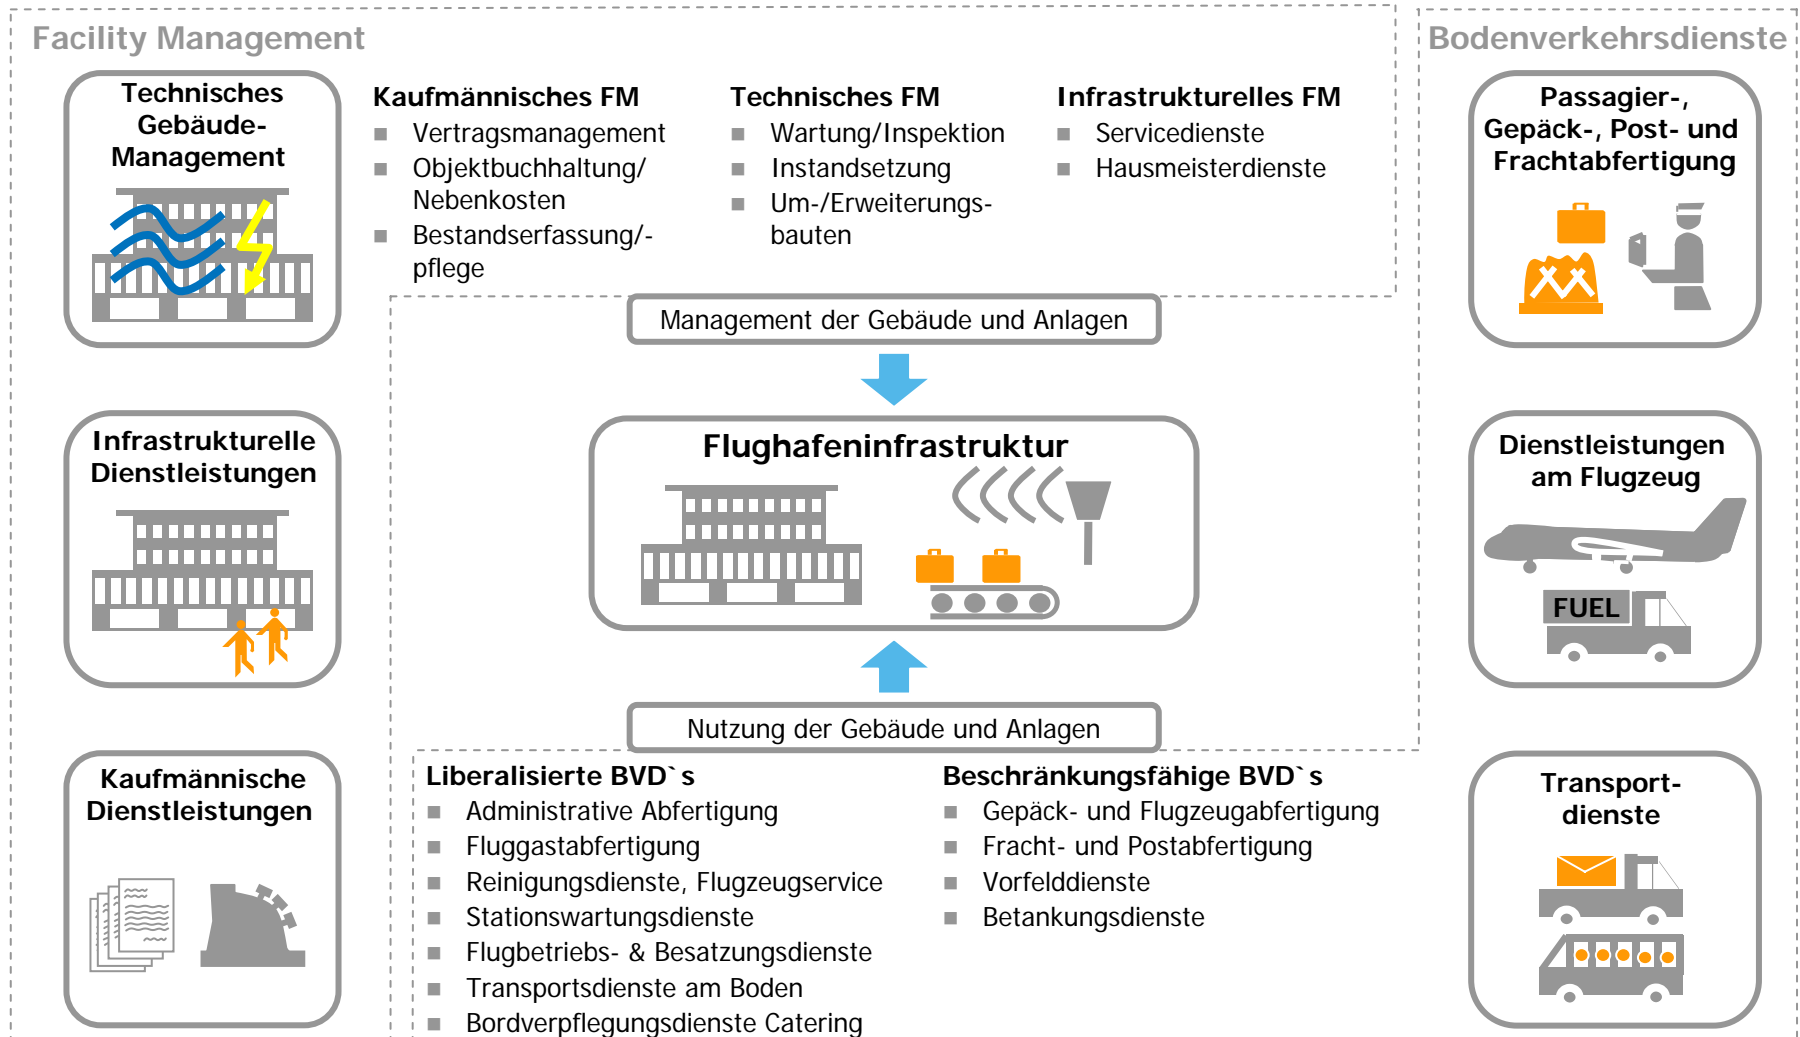 Facility Management
Technisches
Gebäude-
Management
Kaufmännisches FM
Vertragsmanagement
Objektbuchhaltung/
Nebenkosten
Bestandserfassung/-
pflege
Technisches FM
Wartung/Inspektion
Instandsetzung
Um-/Erweiterungs-
bauten
Infrastrukturelles FM
Servicedienste
Hausmeisterdienste
Bodenverkehrsdienste
Passagier-,
Gepäck-, Post- und
Frachtabfertigung
Management der Gebäude und Anlagen
Infrastrukturelle
Dienstleistungen
Flughafeninfrastruktur
Dienstleistungen
am Flugzeug
FUEL
Nutzung der Gebäude und Anlagen
Kaufmännische
Dienstleistungen
Liberalisierte BVD`s
Administrative Abfertigung
Fluggastabfertigung
Reinigungsdienste, Flugzeugservice
Stationswartungsdienste
Flugbetriebs- & Besatzungsdienste
Transportsdienste am Boden
Bordverpflegungsdienste Catering
Beschränkungsfähige BVD`s
Gepäck- und Flugzeugabfertigung
Fracht- und Postabfertigung
Vorfelddienste
Betankungsdienste
Transport-
dienste